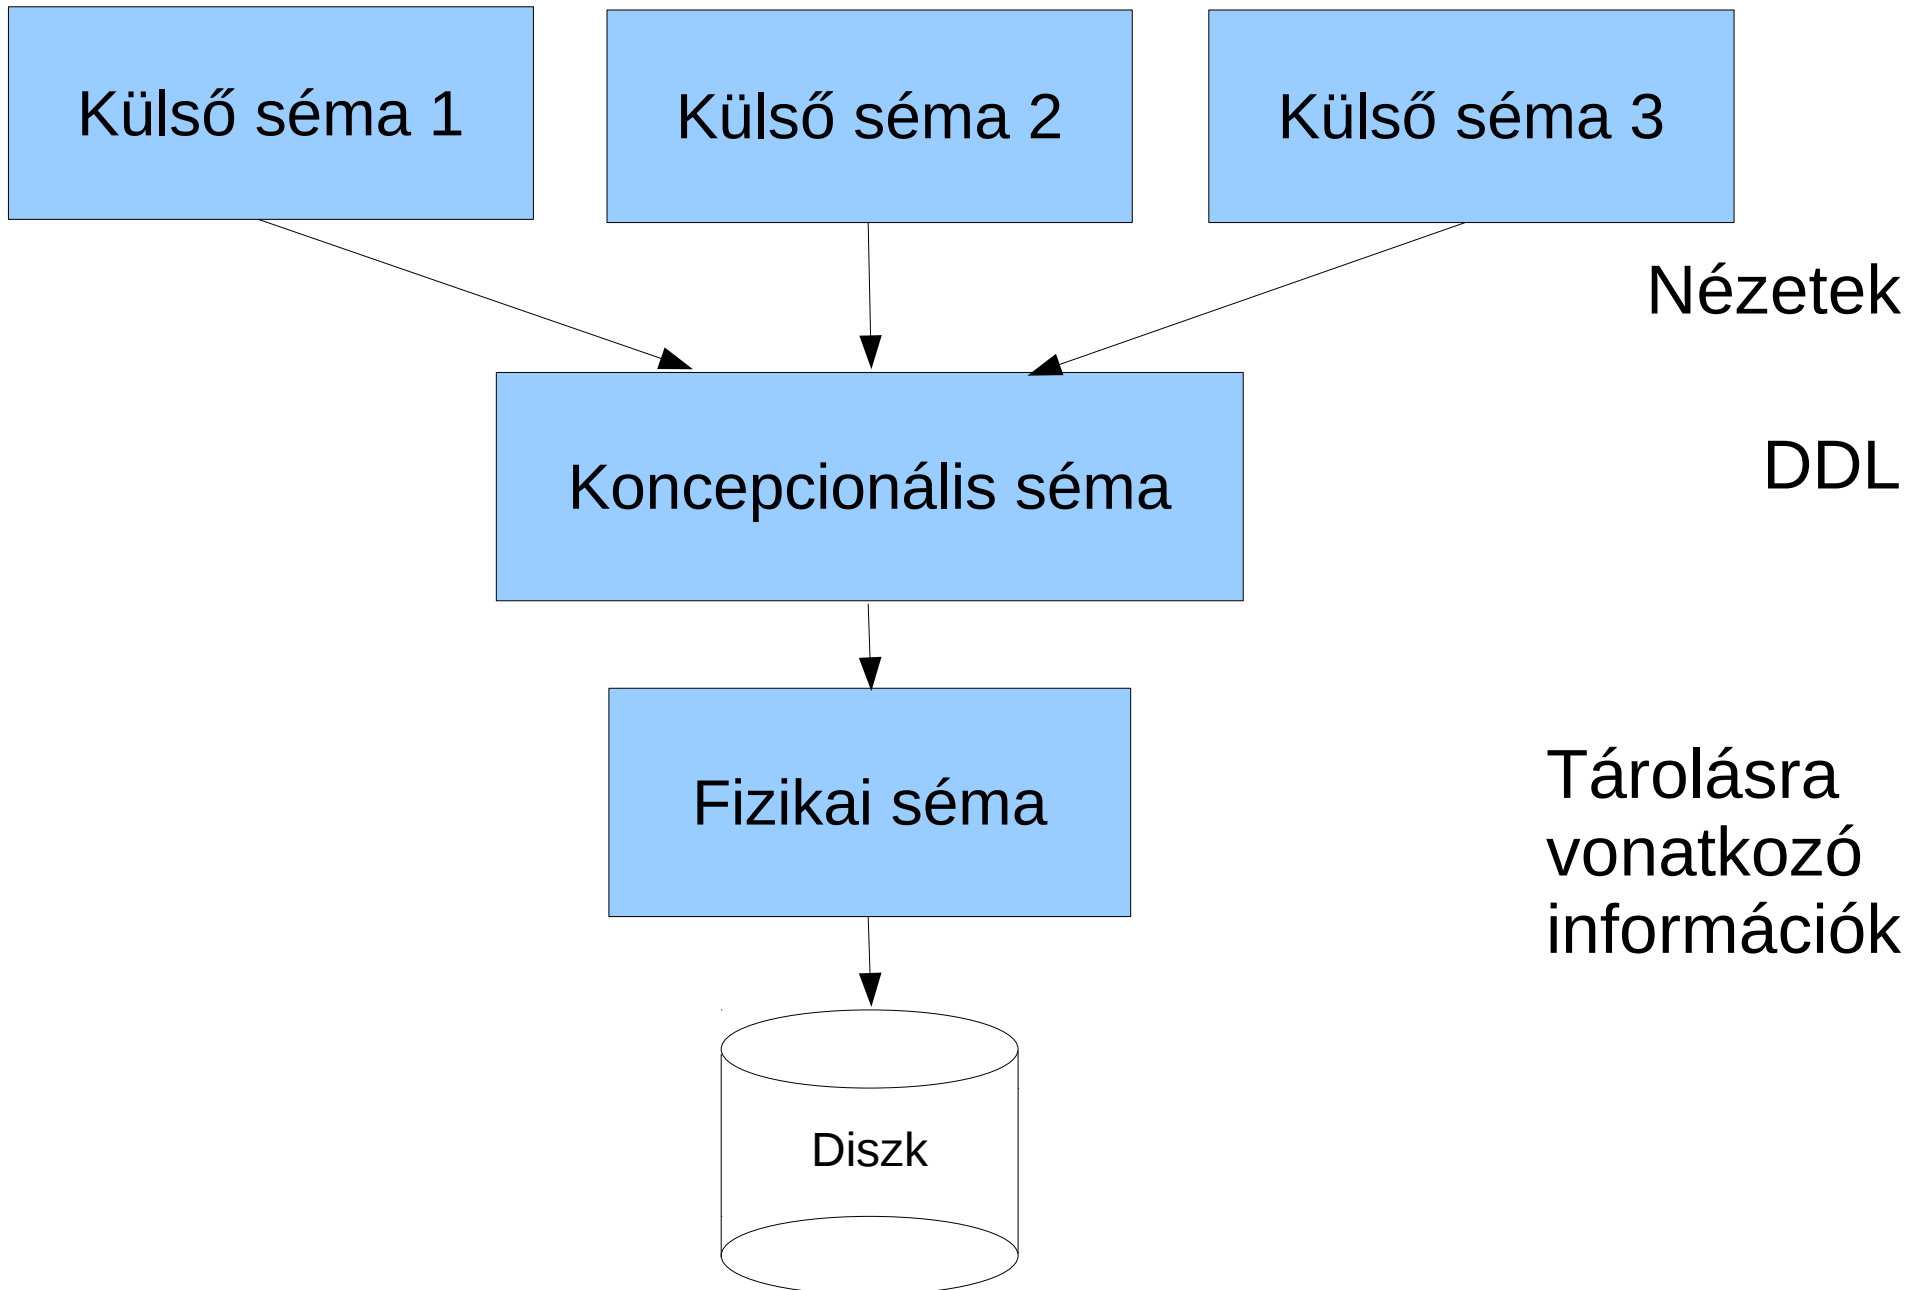 Külső séma 1
Külső séma 2
Külső séma 3
Nézetek
Koncepcionális séma
DDL
Fizikai séma
Tárolásra
vonatkozó
információk
Diszk